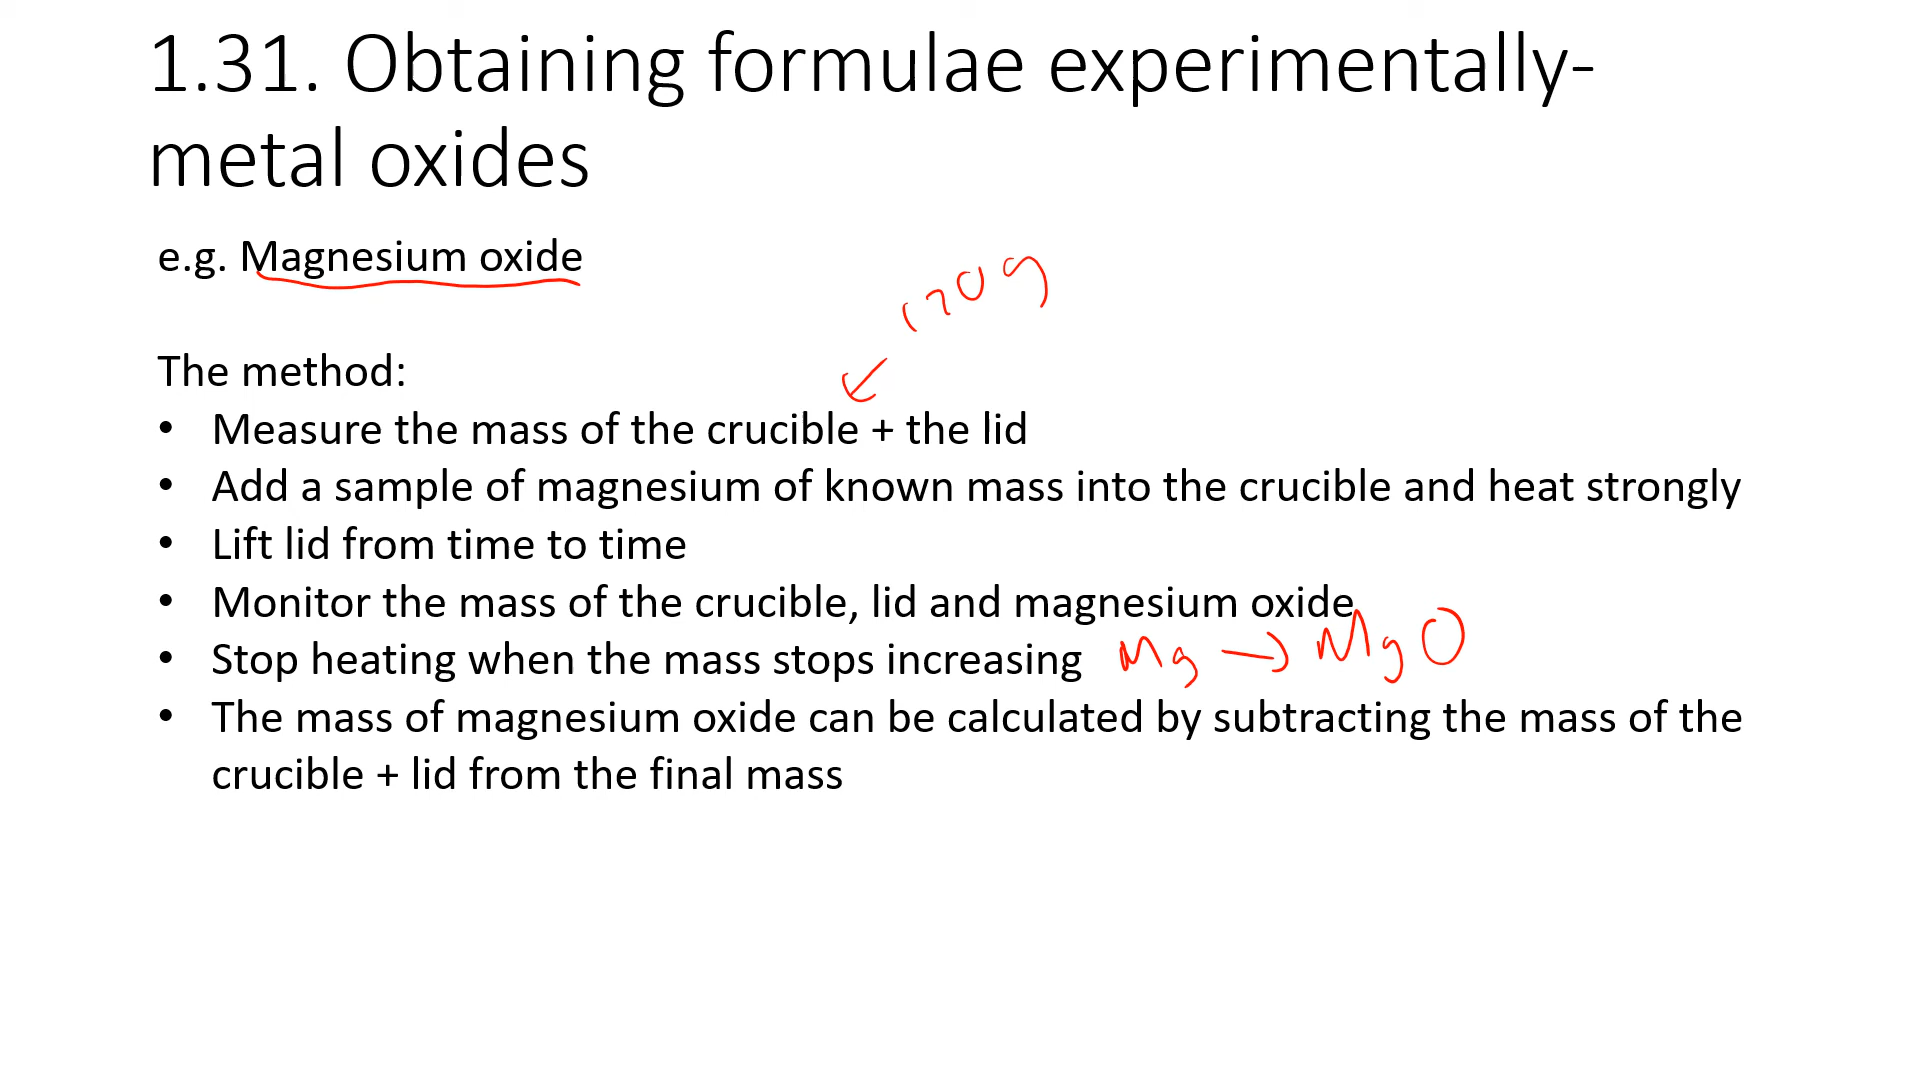 1.31. Obtaining formulae experimentally-
metal oxides
e.g. Magnesium oxide
170g
The method:
• Measure the mass of the crucible + the lid
• Add a sample of magnesium of known mass into the crucible and heat strongly
• Lift lid from time to time
• Monitor the mass of the crucible, lid and magnesium oxide
• Stop heating when the mass stops increasing Mg → MgO
• The mass of magnesium oxide can be calculated by subtracting the mass of the
crucible + lid from the final mass